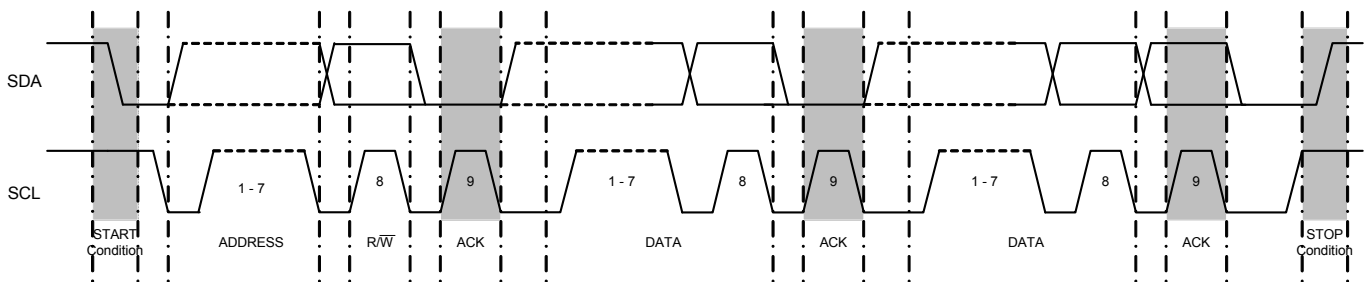 SDA
SCL
1 - 7
8
9
1 - 7
8
9
1 - 7
8
9
START
Condition
ADDRESS
R/W̅
ACK
DATA
ACK
DATA
ACK
STOP
Condition